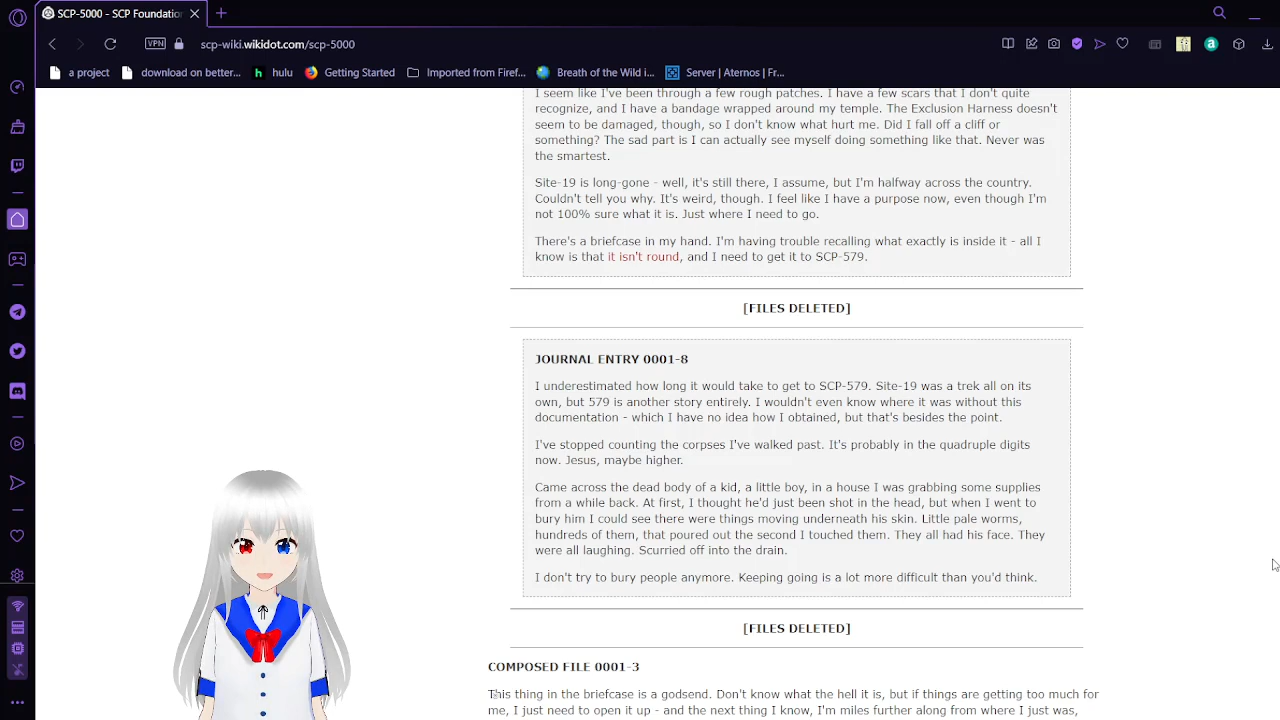 SCP-5000 - SCP Foundation
VPN
scp-wiki.wikidot.com/scp-5000
a project
download on better...
hulu
Getting Started
Imported from Firef...
Breath of the Wild i...
Server | Aternos | Fr...
I seem like I've been through a few rough patches. I have a few scars that I don't quite
recognize, and I have a bandage wrapped around my temple. The Exclusion Harness doesn't
seem to be damaged, though, so I don't know what hurt me. Did I fall off a cliff or
something? The sad part is I can actually see myself doing something like that. Never was
the smartest.
Site-19 is long-gone - well, it's still there, I assume, but I'm halfway across the country.
Couldn't tell you why. It's weird, though. I feel like I have a purpose now, even though I'm
not 100% sure what it is. Just where I need to go.
There's a briefcase in my hand. I'm having trouble recalling what exactly is inside it - all I
know is that it isn't round, and I need to get it to SCP-579.
[FILES DELETED]
JOURNAL ENTRY 0001-8
I underestimated how long it would take to get to SCP-579. Site-19 was a trek all on its
own, but 579 is another story entirely. I wouldn't even know where it was without this
documentation - which I have no idea how I obtained, but that's besides the point.
I've stopped counting the corpses I've walked past. It's probably in the quadruple digits
now. Jesus, maybe higher.
Came across the dead body of a kid, a little boy, in a house I was grabbing some supplies
from a while back. At first, I thought he'd just been shot in the head, but when I went to
bury him I could see there were things moving underneath his skin. Little pale worms,
hundreds of them, that poured out the second I touched them. They all had his face. They
were all laughing. Scurried off into the drain.
I don't try to bury people anymore. Keeping going is a lot more difficult than you'd think.
[FILES DELETED]
COMPOSED FILE 0001-3
This thing in the briefcase is a godsend. Don't know what the hell it is, but if things are getting too much for
me, I just need to open it up - and the next thing I know, I'm miles further along from where I just was,